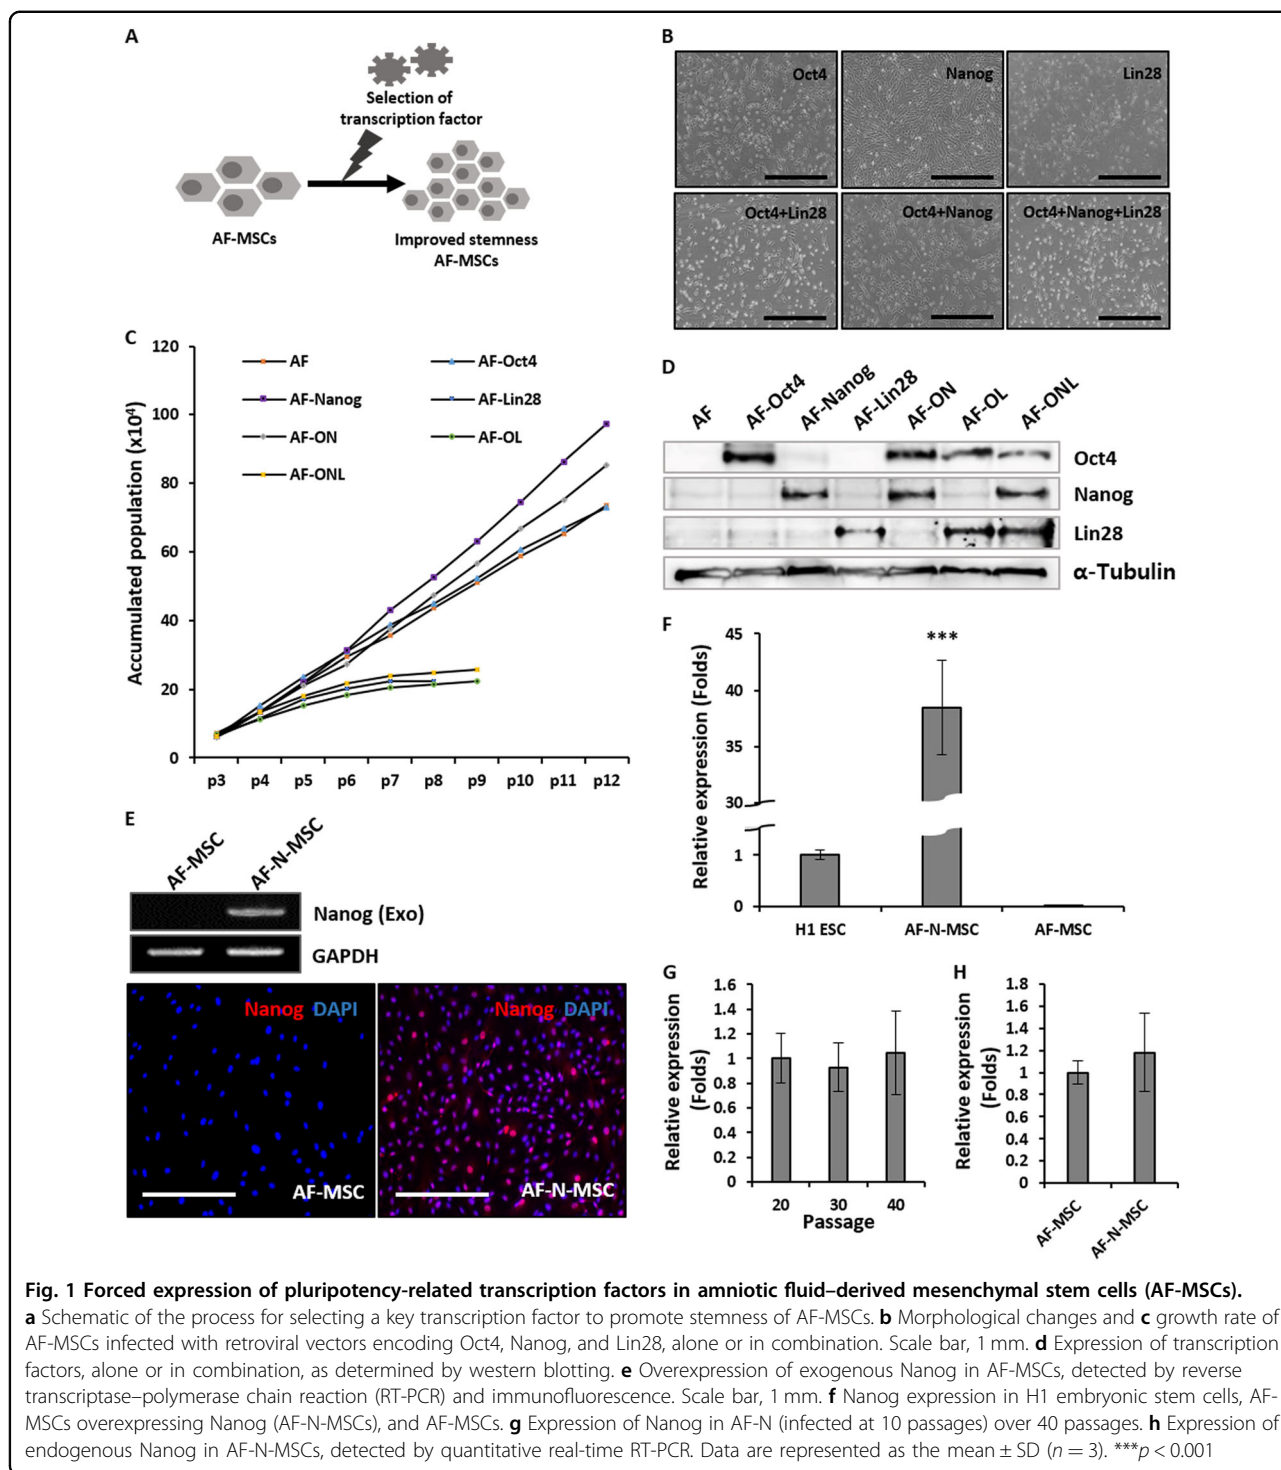 A
Selection of
transcription factor
AF-MSCs
Improved stemness
AF-MSCs
B
Oct4
Nanog
Lin28
Oct4+Lin28
Oct4+Nanog
Oct4+Nanog+Lin28
C
Accumulated population (x10⁴)
120
100
80
60
40
20
0
AF
AF-Oct4
AF-Nanog
AF-Lin28
AF-ON
AF-OL
AF-ONL
p3 p4 p5 p6 p7 p8 p9 p10 p11 p12
D
AF AF-Oct4 AF-Nanog AF-Lin28 AF-ON AF-OL AF-ONL
Oct4
Nanog
Lin28
α-Tubulin
E
AF-MSC AF-N-MSC
Nanog (Exo)
GAPDH
Nanog DAPI
AF-MSC
Nanog DAPI
AF-N-MSC
F
Relative expression (Folds)
45
40
35
30
1
0
***
H1 ESC AF-N-MSC AF-MSC
G
Relative expression
(Folds)
1.6
1.4
1.2
1
0.8
0.6
0.4
0.2
0
20 30 40
Passage
H
Relative expression
(Folds)
1.8
1.6
1.4
1.2
1
0.8
0.6
0.4
0.2
0
AF-MSC AF-N-MSC
Fig. 1 Forced expression of pluripotency-related transcription factors in amniotic fluid–derived mesenchymal stem cells (AF-MSCs).
a Schematic of the process for selecting a key transcription factor to promote stemness of AF-MSCs. b Morphological changes and c growth rate of
AF-MSCs infected with retroviral vectors encoding Oct4, Nanog, and Lin28, alone or in combination. Scale bar, 1 mm. d Expression of transcription
factors, alone or in combination, as determined by western blotting. e Overexpression of exogenous Nanog in AF-MSCs, detected by reverse
transcriptase–polymerase chain reaction (RT-PCR) and immunofluorescence. Scale bar, 1 mm. f Nanog expression in H1 embryonic stem cells, AF-
MSCs overexpressing Nanog (AF-N-MSCs), and AF-MSCs. g Expression of Nanog in AF-N (infected at 10 passages) over 40 passages. h Expression of
endogenous Nanog in AF-N-MSCs, detected by quantitative real-time RT-PCR. Data are represented as the mean ± SD (n = 3). ***p < 0.001